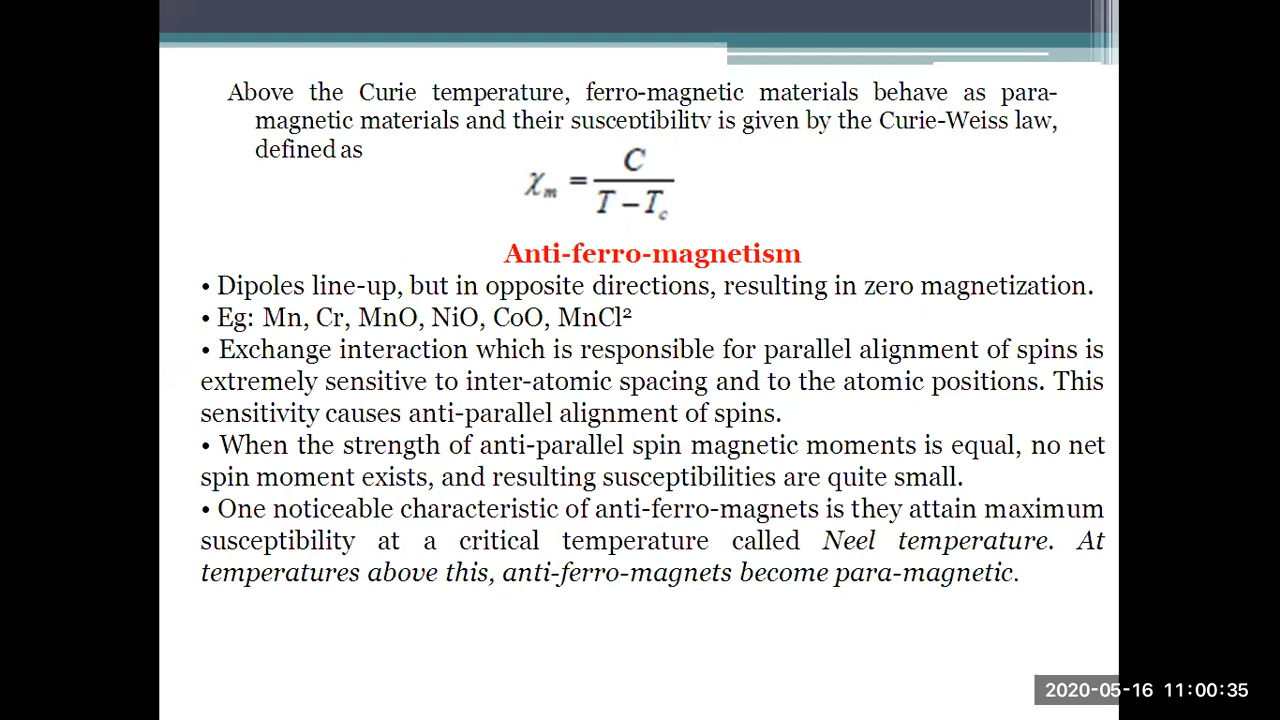 Above the Curie temperature, ferro-magnetic materials behave as para-
magnetic materials and their susceptibility is given by the Curie-Weiss law,
defined as
χm = C / (T − Tc)
Anti-ferro-magnetism
• Dipoles line-up, but in opposite directions, resulting in zero magnetization.
• Eg: Mn, Cr, MnO, NiO, CoO, MnCl²
• Exchange interaction which is responsible for parallel alignment of spins is
extremely sensitive to inter-atomic spacing and to the atomic positions. This
sensitivity causes anti-parallel alignment of spins.
• When the strength of anti-parallel spin magnetic moments is equal, no net
spin moment exists, and resulting susceptibilities are quite small.
• One noticeable characteristic of anti-ferro-magnets is they attain maximum
susceptibility at a critical temperature called Neel temperature. At
temperatures above this, anti-ferro-magnets become para-magnetic.
2020-05-16 11:00:35